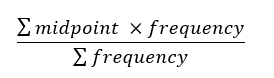 ∑ midpoint × frequency
∑ frequency